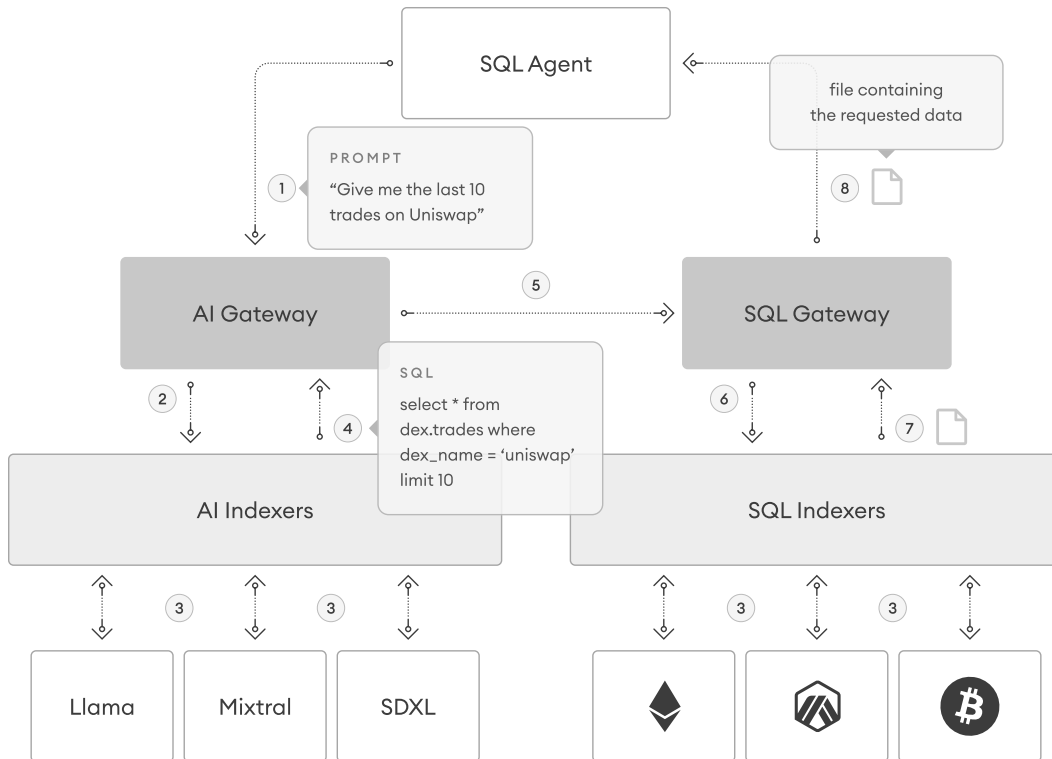 SQL Agent
file containing
the requested data
PROMPT
1
“Give me the last 10
trades on Uniswap”
8
5
AI Gateway
SQL Gateway
SQL
2
4
select * from
dex.trades where
dex_name = ‘uniswap’
limit 10
6
7
AI Indexers
SQL Indexers
3
3
3
3
Llama
Mixtral
SDXL